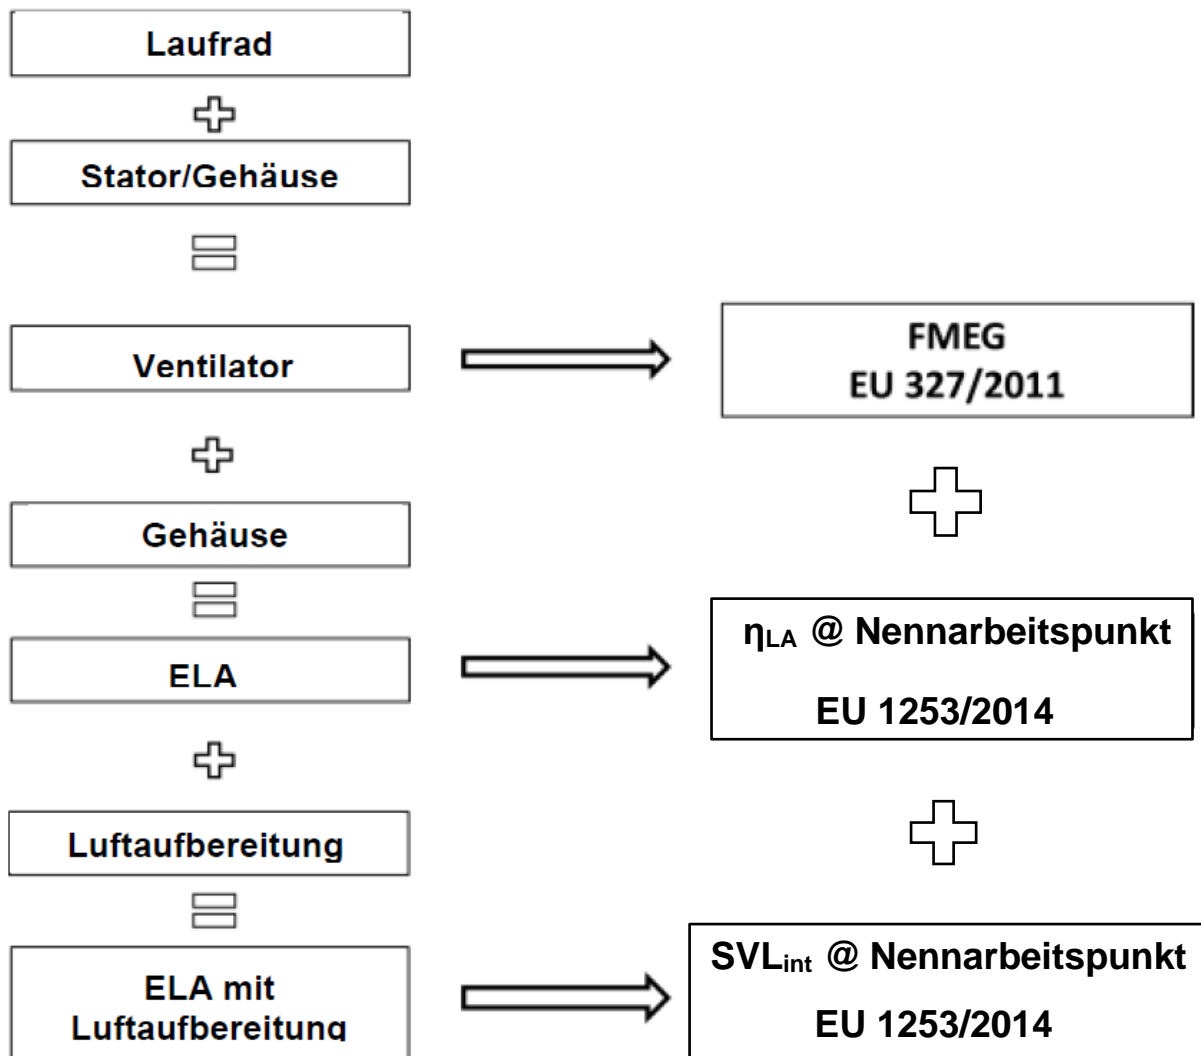 Laufrad
Stator/Gehäuse
Ventilator
FMEG
EU 327/2011
Gehäuse
ELA
ηLA @ Nennarbeitspunkt
EU 1253/2014
Luftaufbereitung
ELA mit
Luftaufbereitung
SVLint @ Nennarbeitspunkt
EU 1253/2014